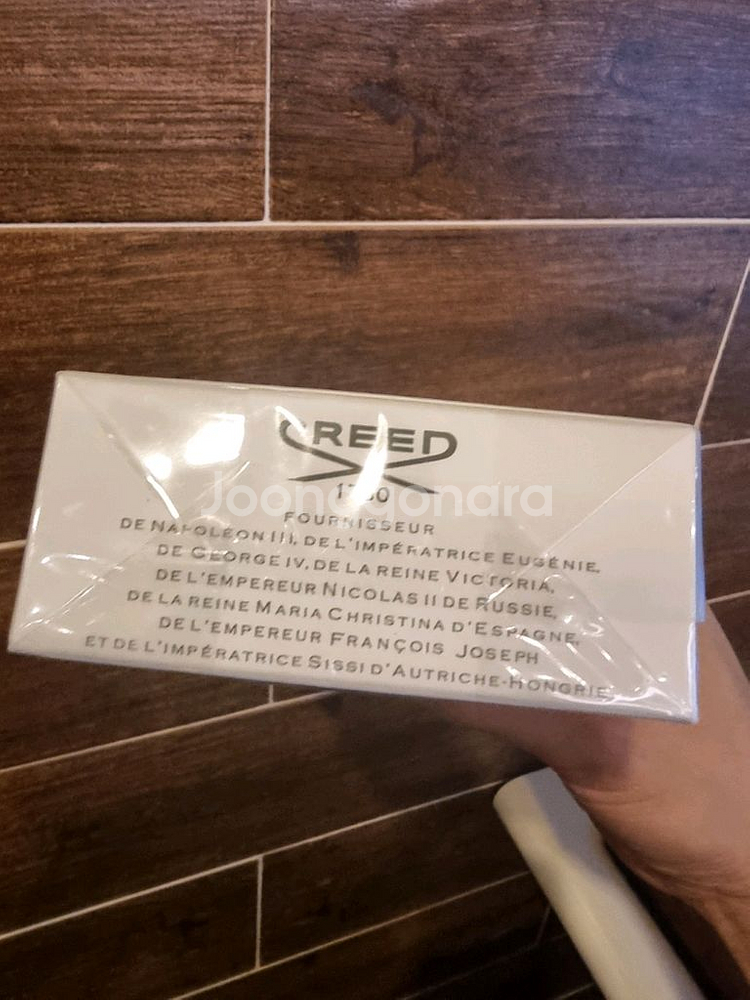 CREED
1760
Joonggonara
FOURNISSEUR
DE NAPOLÉON III, DE L'IMPÉRATRICE EUGÉNIE,
DE GEORGE IV, DE LA REINE VICTORIA,
DE L'EMPEREUR NICOLAS II DE RUSSIE,
DE LA REINE MARIA CHRISTINA D'ESPAGNE,
DE L'EMPEREUR FRANÇOIS JOSEPH
ET DE L'IMPÉRATRICE SISSI D'AUTRICHE-HONGRIE